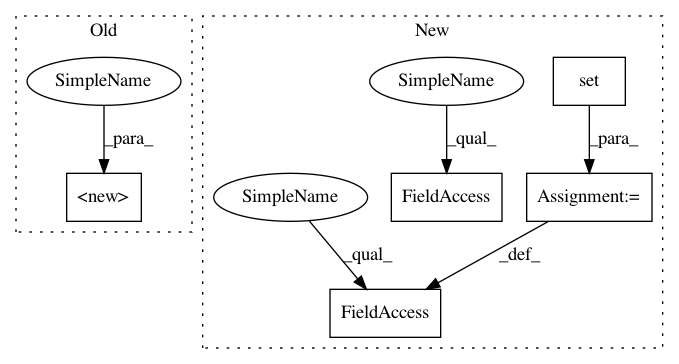 Old
New
SimpleName
SimpleName
set
_para_
_qual_
_para_
<new>
SimpleName
FieldAccess
Assignment:=
_qual_
_def_
FieldAccess